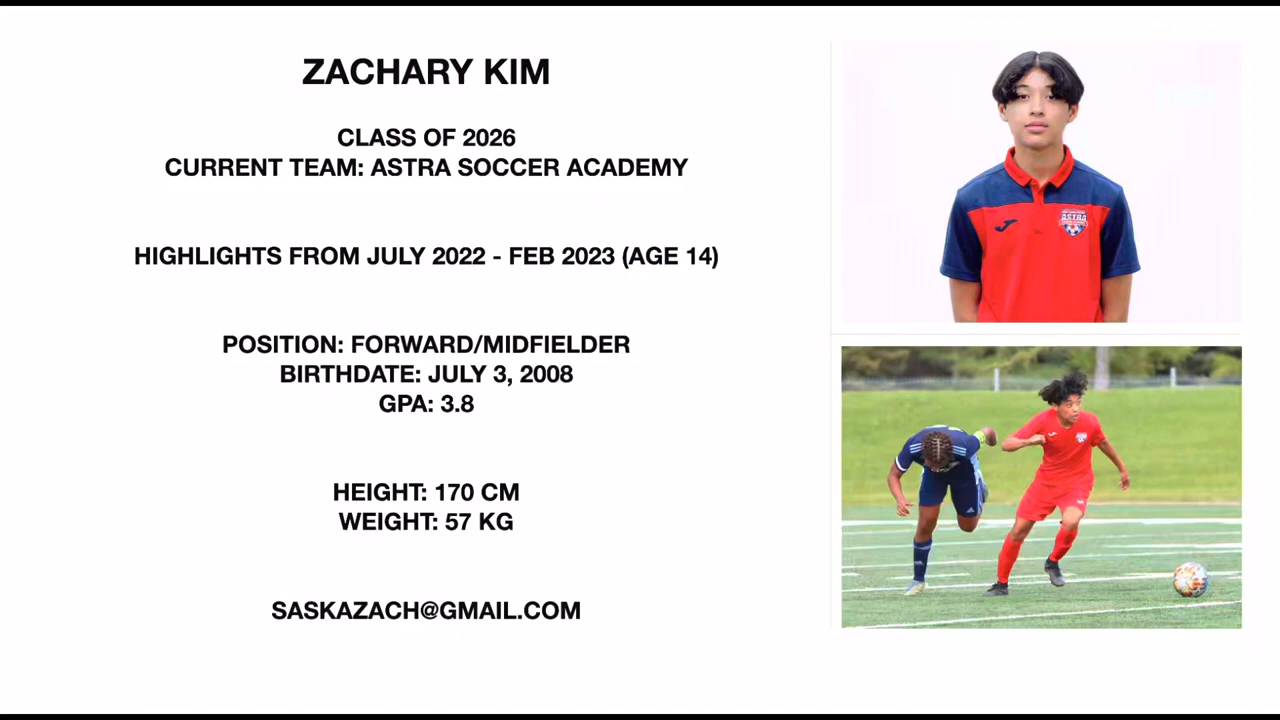 ZACHARY KIM
CLASS OF 2026
CURRENT TEAM: ASTRA SOCCER ACADEMY
HIGHLIGHTS FROM JULY 2022 - FEB 2023 (AGE 14)
POSITION: FORWARD/MIDFIELDER
BIRTHDATE: JULY 3, 2008
GPA: 3.8
HEIGHT: 170 CM
WEIGHT: 57 KG
SASKAZACH@GMAIL.COM
ASTRA